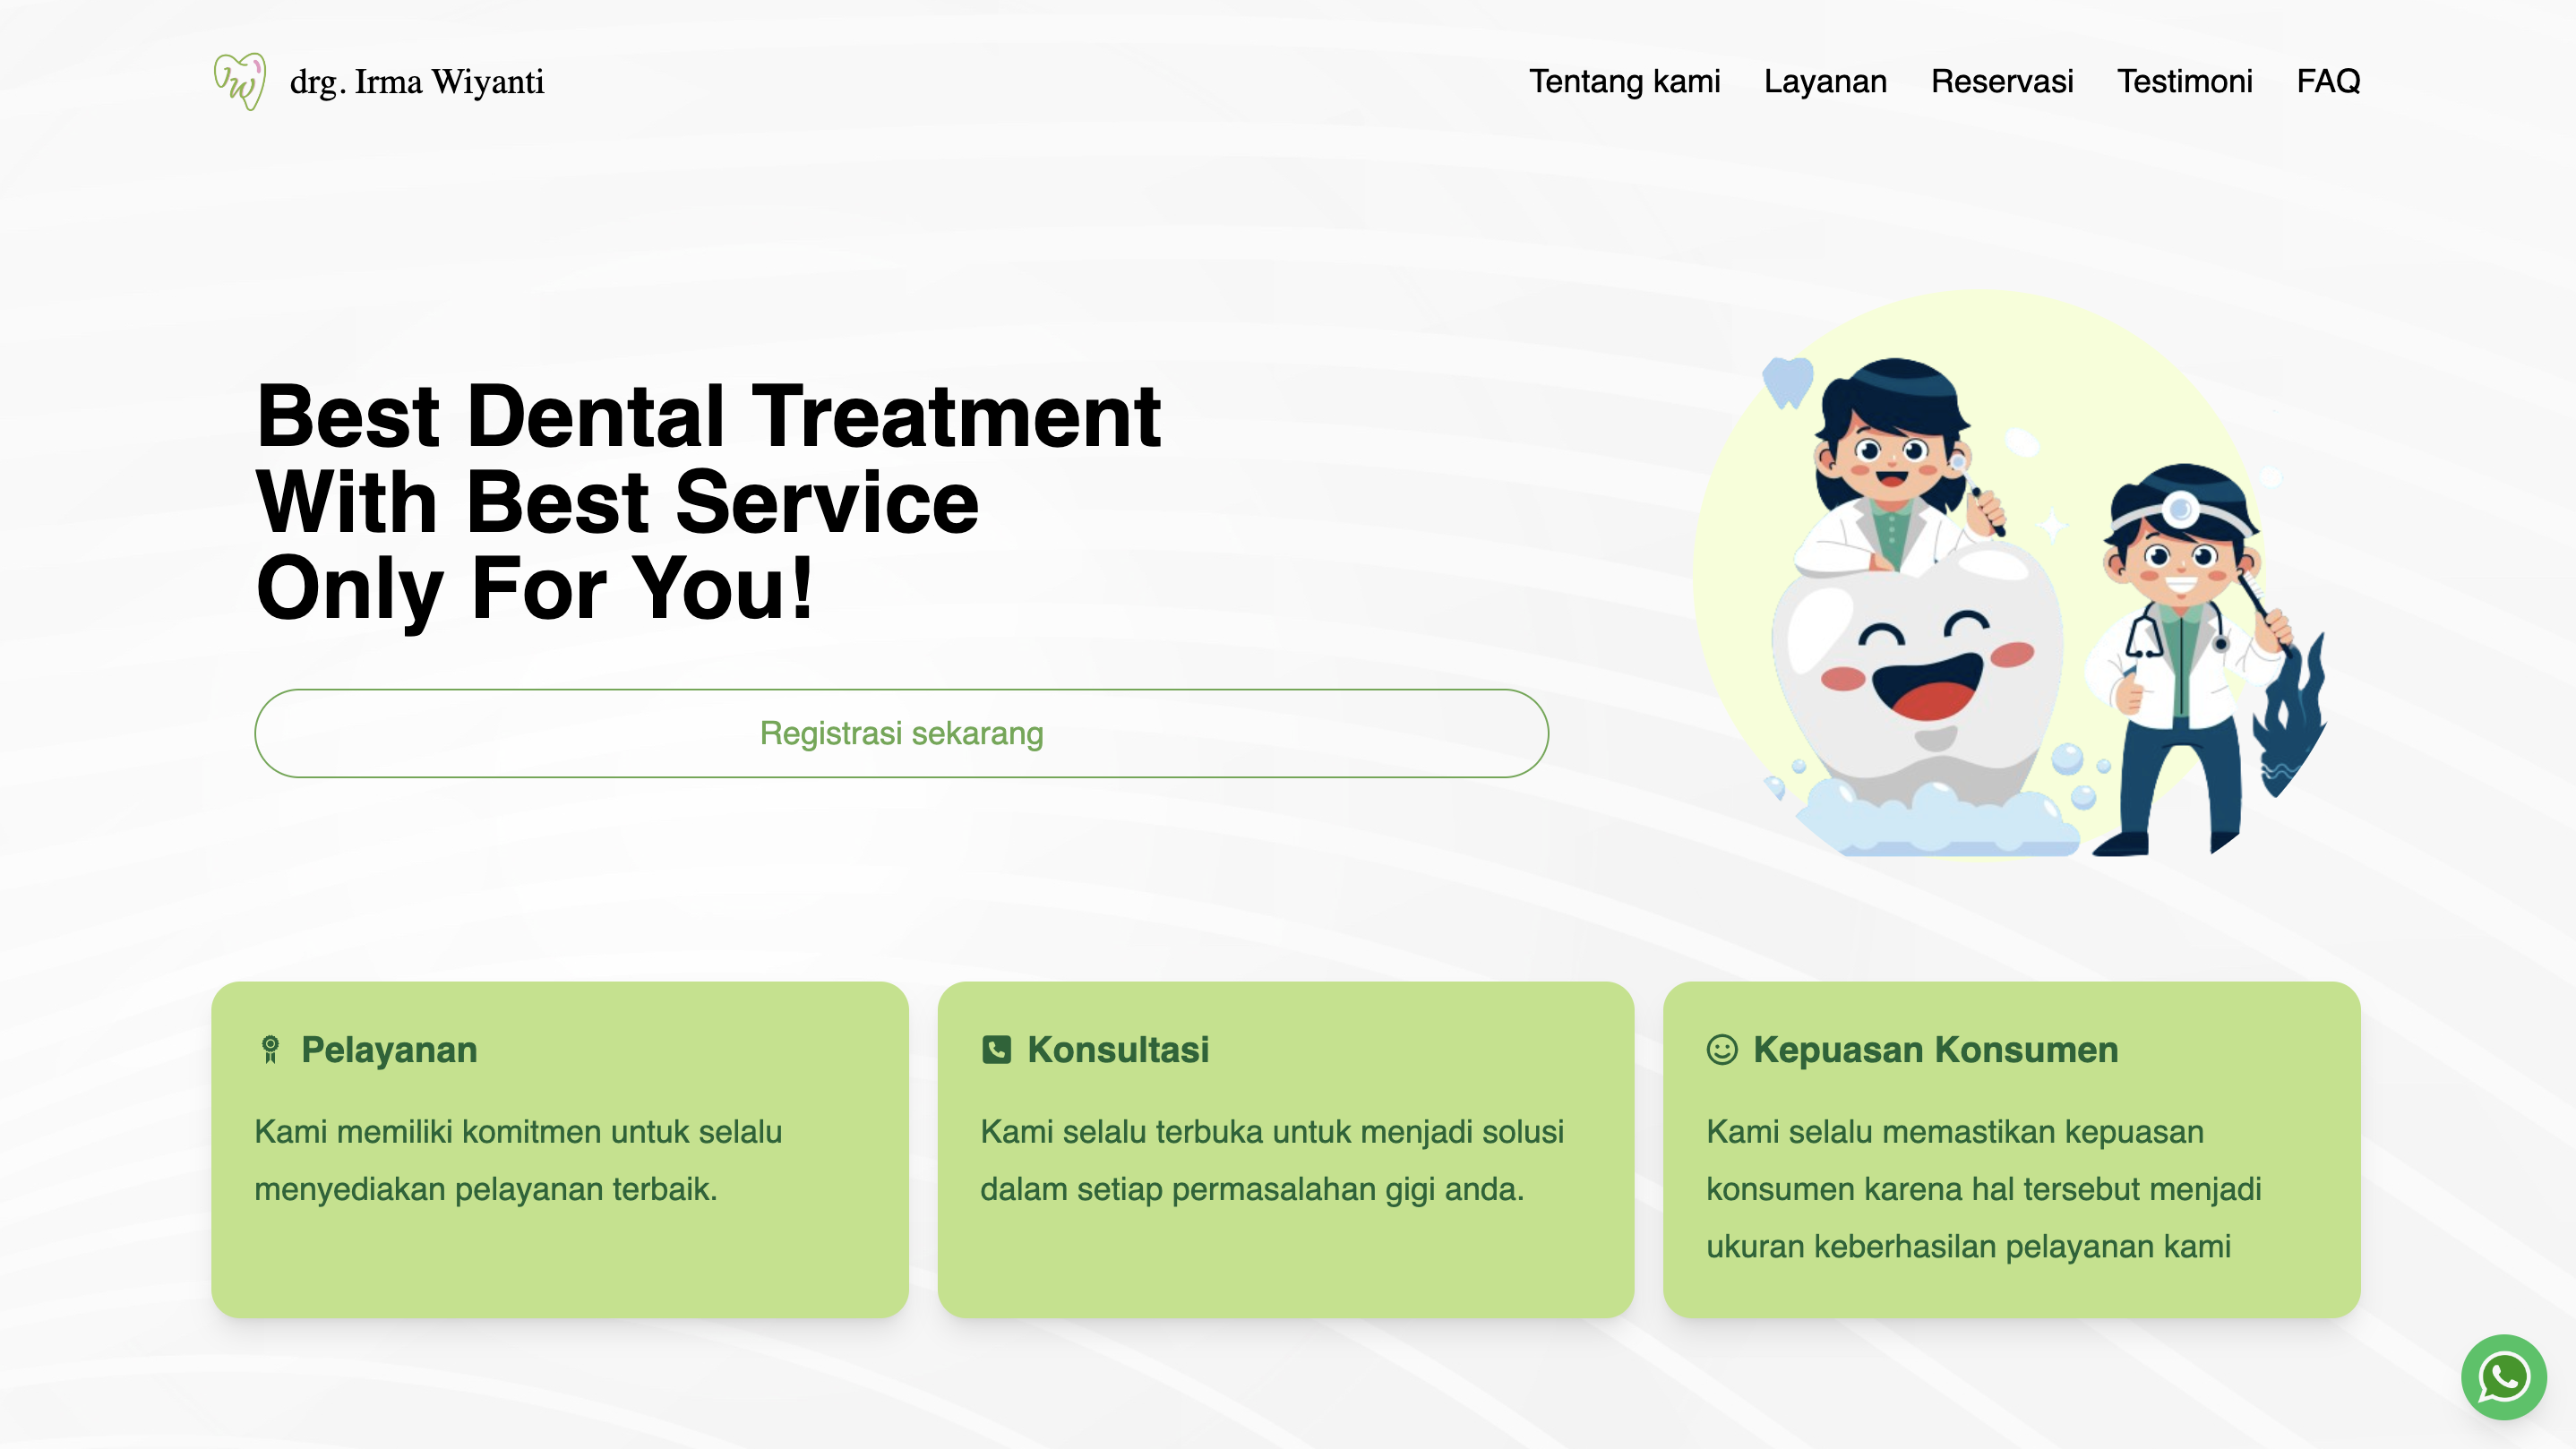 drg. Irma Wiyanti
Tentang kami
Layanan
Reservasi
Testimoni
FAQ
Best Dental Treatment
With Best Service
Only For You!
Registrasi sekarang
Pelayanan
Kami memiliki komitmen untuk selalu
menyediakan pelayanan terbaik.
Konsultasi
Kami selalu terbuka untuk menjadi solusi
dalam setiap permasalahan gigi anda.
Kepuasan Konsumen
Kami selalu memastikan kepuasan
konsumen karena hal tersebut menjadi
ukuran keberhasilan pelayanan kami